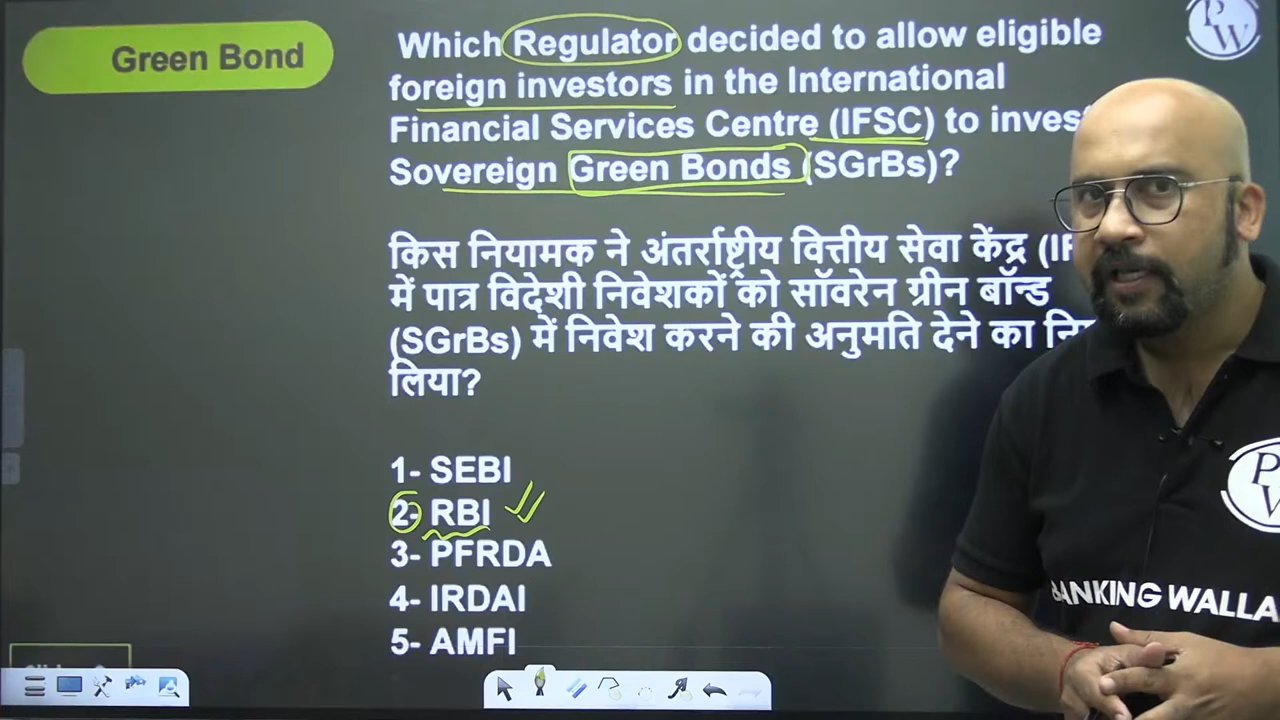 Green Bond
Which Regulator decided to allow eligible
foreign investors in the International
Financial Services Centre (IFSC) to invest
Sovereign Green Bonds (SGrBs)?
किस नियामक ने अंतर्राष्ट्रीय वित्तीय सेवा केंद्र
में पात्र विदेशी निवेशकों को सॉवरेन ग्रीन बॉन्ड
(SGrBs) में निवेश करने की अनुमति देने का
लिया?
1- SEBI
2- RBI
3- PFRDA
4- IRDAI
5- AMFI
PW
P
BANKING WALLA